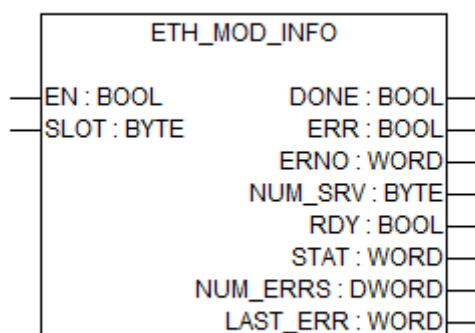 ETH_MOD_INFO
EN : BOOL DONE : BOOL
SLOT : BYTE ERR : BOOL
ERNO : WORD
NUM_SRV : BYTE
RDY : BOOL
STAT : WORD
NUM_ERRS : DWORD
LAST_ERR : WORD